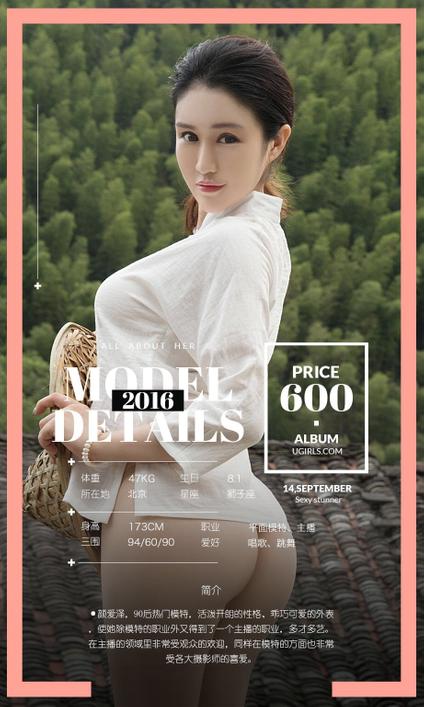 ALL ABOUT HER
MODEL
2016
DETAILS
PRICE
600
ALBUM
UGIRLS.COM
14,SEPTEMBER
Sexy stunner
体重 47KG 生日 8.1
所在地 北京 星座 狮子座
身高 173CM 职业 平面模特、主播
三围 94/60/90 爱好 唱歌、跳舞
简介
●颜爱泽，90后热门模特，活泼开朗的性格、乖巧可爱的外表
，使她除模特的职业外又得到了一个主播的职业，多才多艺。
在主播的领域里非常受观众的欢迎，同样在模特的方面也非常
受各大摄影师的喜爱。